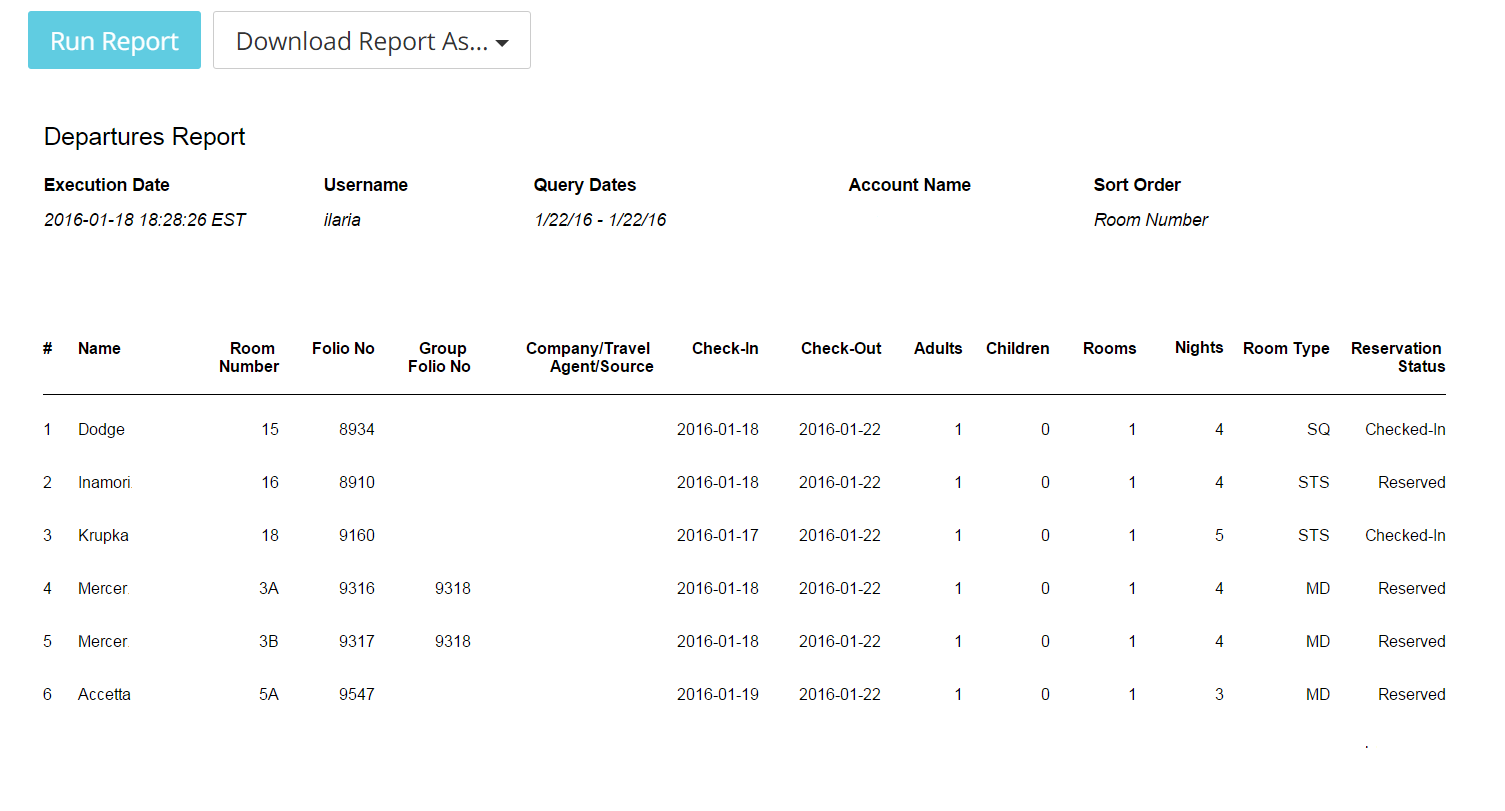 Run Report Download Report As...
Departures Report
Execution Date Username Query Dates Account Name Sort Order
2016-01-18 18:28:26 EST ilaria 1/22/16 - 1/22/16 Room Number
# Name Room Number Folio No Group Folio No Company/Travel Agent/Source Check-In Check-Out Adults Children Rooms Nights Room Type Reservation Status
1 Dodge 15 8934 2016-01-18 2016-01-22 1 0 1 4 SQ Checked-In
2 Inamori 16 8910 2016-01-18 2016-01-22 1 0 1 4 STS Reserved
3 Krupka 18 9160 2016-01-17 2016-01-22 1 0 1 5 STS Checked-In
4 Mercer 3A 9316 9318 2016-01-18 2016-01-22 1 0 1 4 MD Reserved
5 Mercer 3B 9317 9318 2016-01-18 2016-01-22 1 0 1 4 MD Reserved
6 Accetta 5A 9547 2016-01-19 2016-01-22 1 0 1 3 MD Reserved